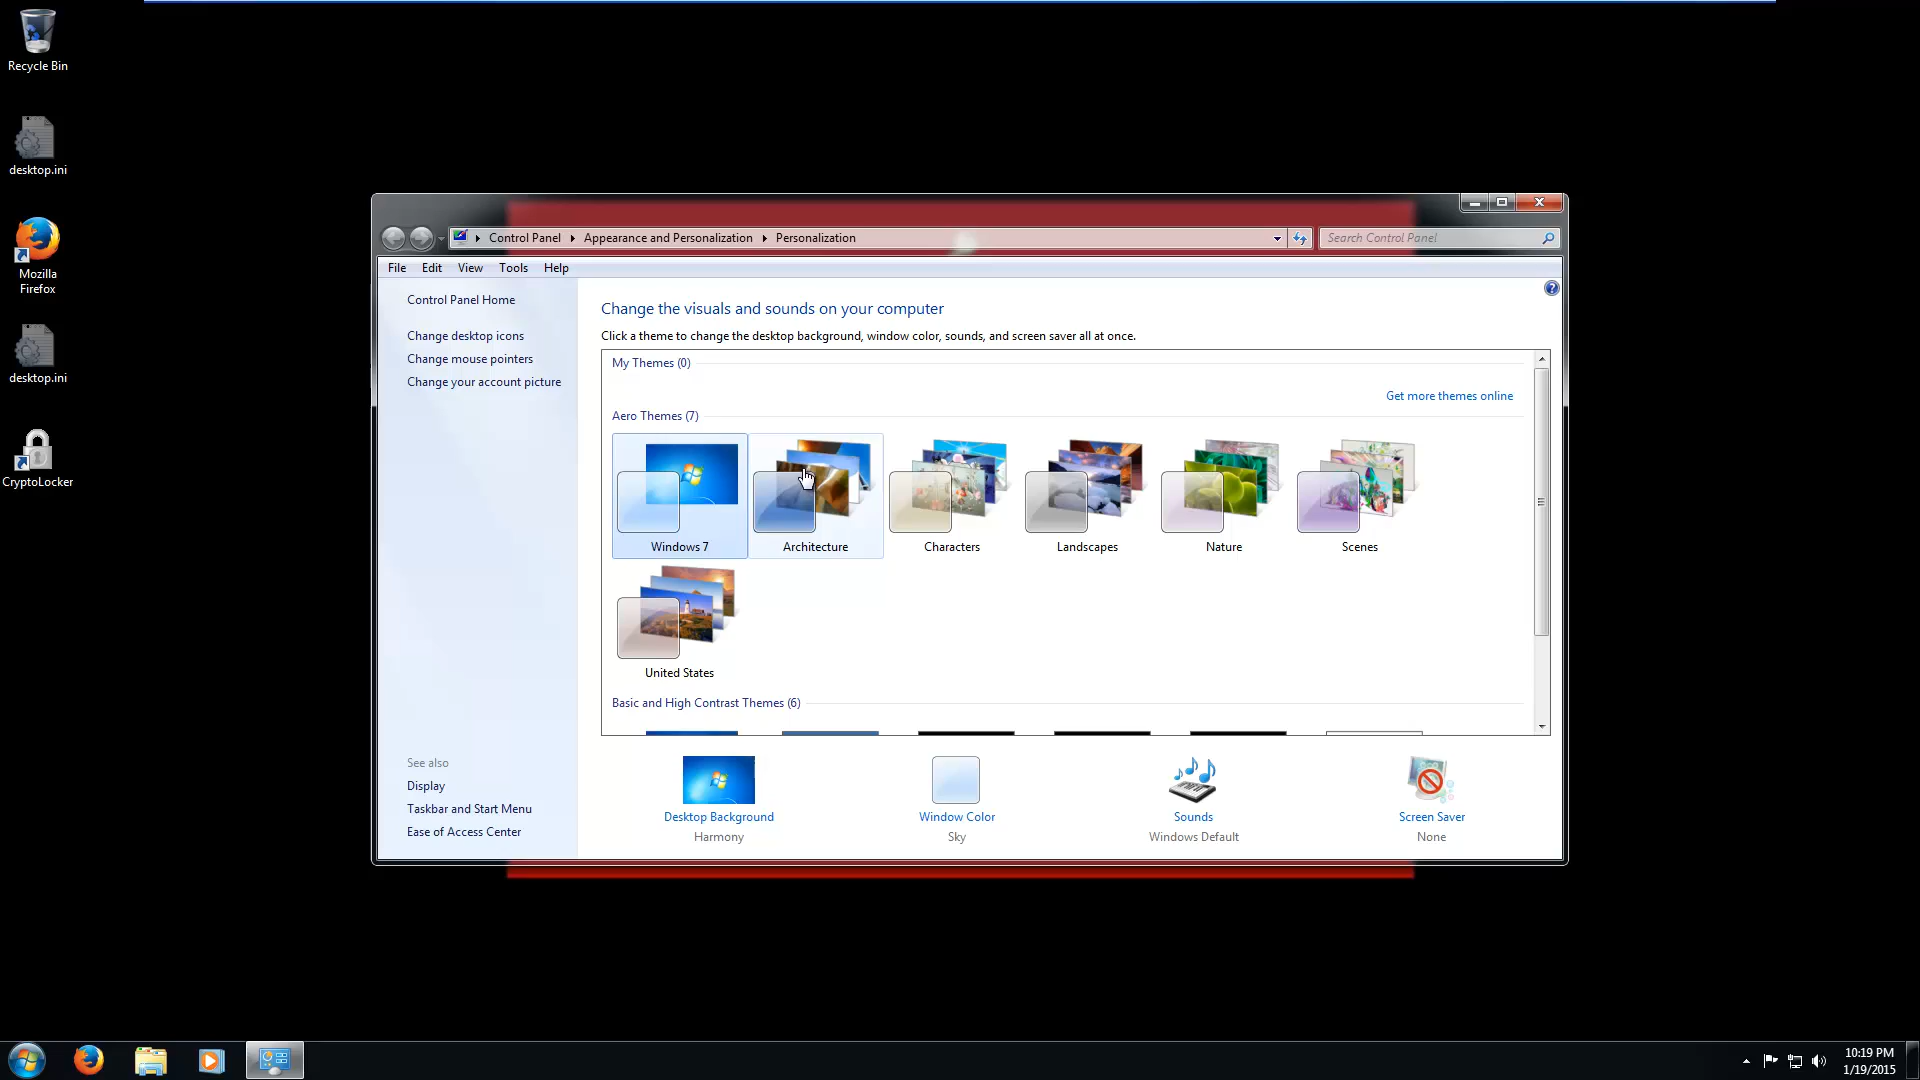 Recycle Bin
desktop.ini
Mozilla
Firefox
desktop.ini
CryptoLocker
Control Panel
Appearance and Personalization
Personalization
Search Control Panel
File Edit View Tools Help
Control Panel Home
Change desktop icons
Change mouse pointers
Change your account picture
See also
Display
Taskbar and Start Menu
Ease of Access Center
Change the visuals and sounds on your computer
Click a theme to change the desktop background, window color, sounds, and screen saver all at once.
My Themes (0)
Get more themes online
Aero Themes (7)
Windows 7
Architecture
Characters
Landscapes
Nature
Scenes
United States
Basic and High Contrast Themes (6)
Desktop Background
Harmony
Window Color
Sky
Sounds
Windows Default
Screen Saver
None
10:19 PM
1/19/2015